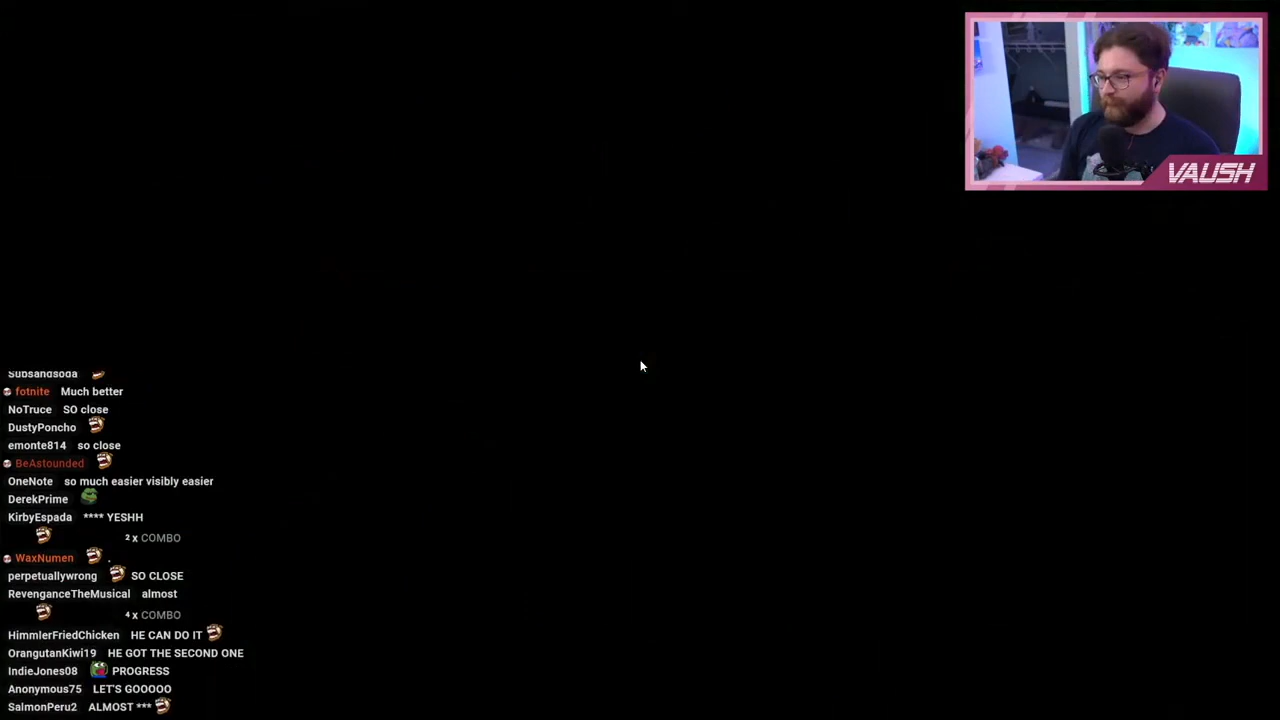 VAUSH
Subsandsoda
fotnite Much better
NoTruce SO close
DustyPoncho
emonte814 so close
BeAstounded
OneNote so much easier visibly easier
DerekPrime
KirbyEspada **** YESHH
2 x COMBO
WaxNumen .
perpetuallywrong SO CLOSE
RevenganceTheMusical almost
4 x COMBO
HimmlerFriedChicken HE CAN DO IT
OrangutanKiwi19 HE GOT THE SECOND ONE
IndieJones08 PROGRESS
Anonymous75 LET'S GOOOOO
SalmonPeru2 ALMOST ***